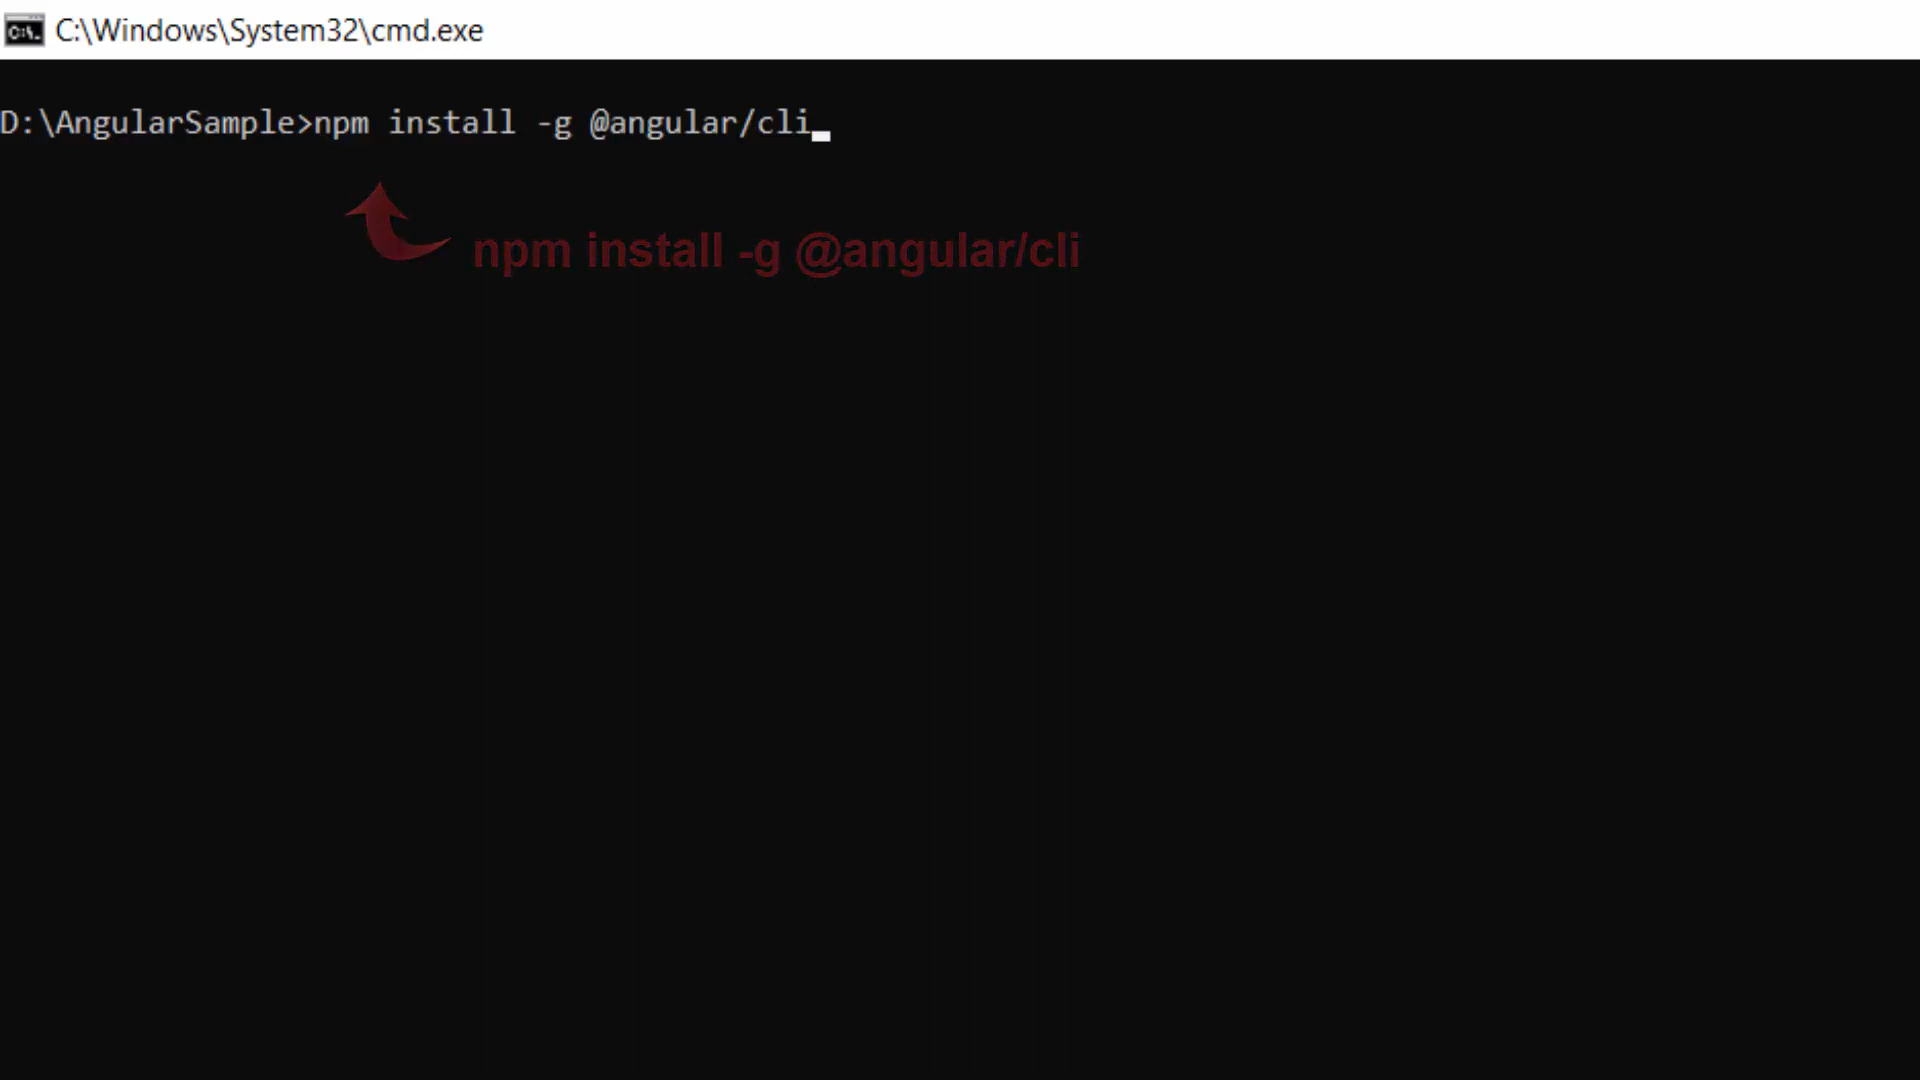 C:\Windows\System32\cmd.exe
D:\AngularSample>npm install -g @angular/cli
npm install -g @angular/cli